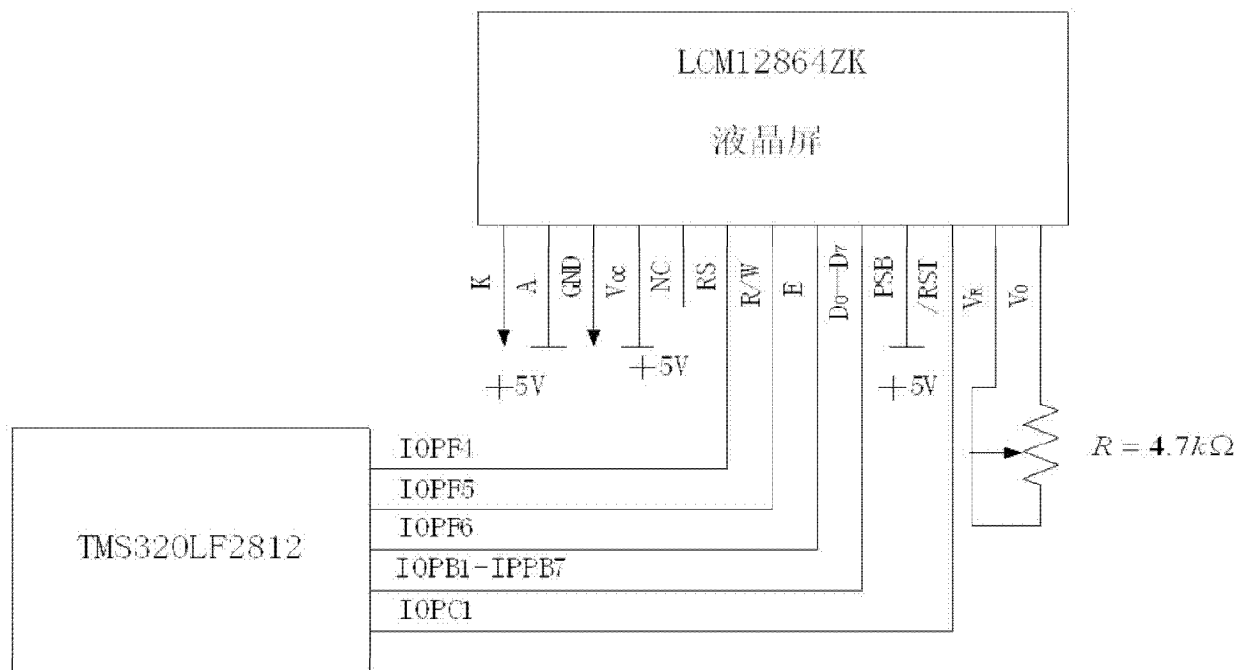 LCM12864ZK
液晶屏
K
A
GND
Vcc
NC
RS
R/W
E
D0—D7
PSB
/RST
VR
V0
+5V
+5V
+5V
R = 4.7kΩ
TMS320LF2812
IOPF4
IOPF5
IOPF6
IOPB1-IPPB7
IOPC1